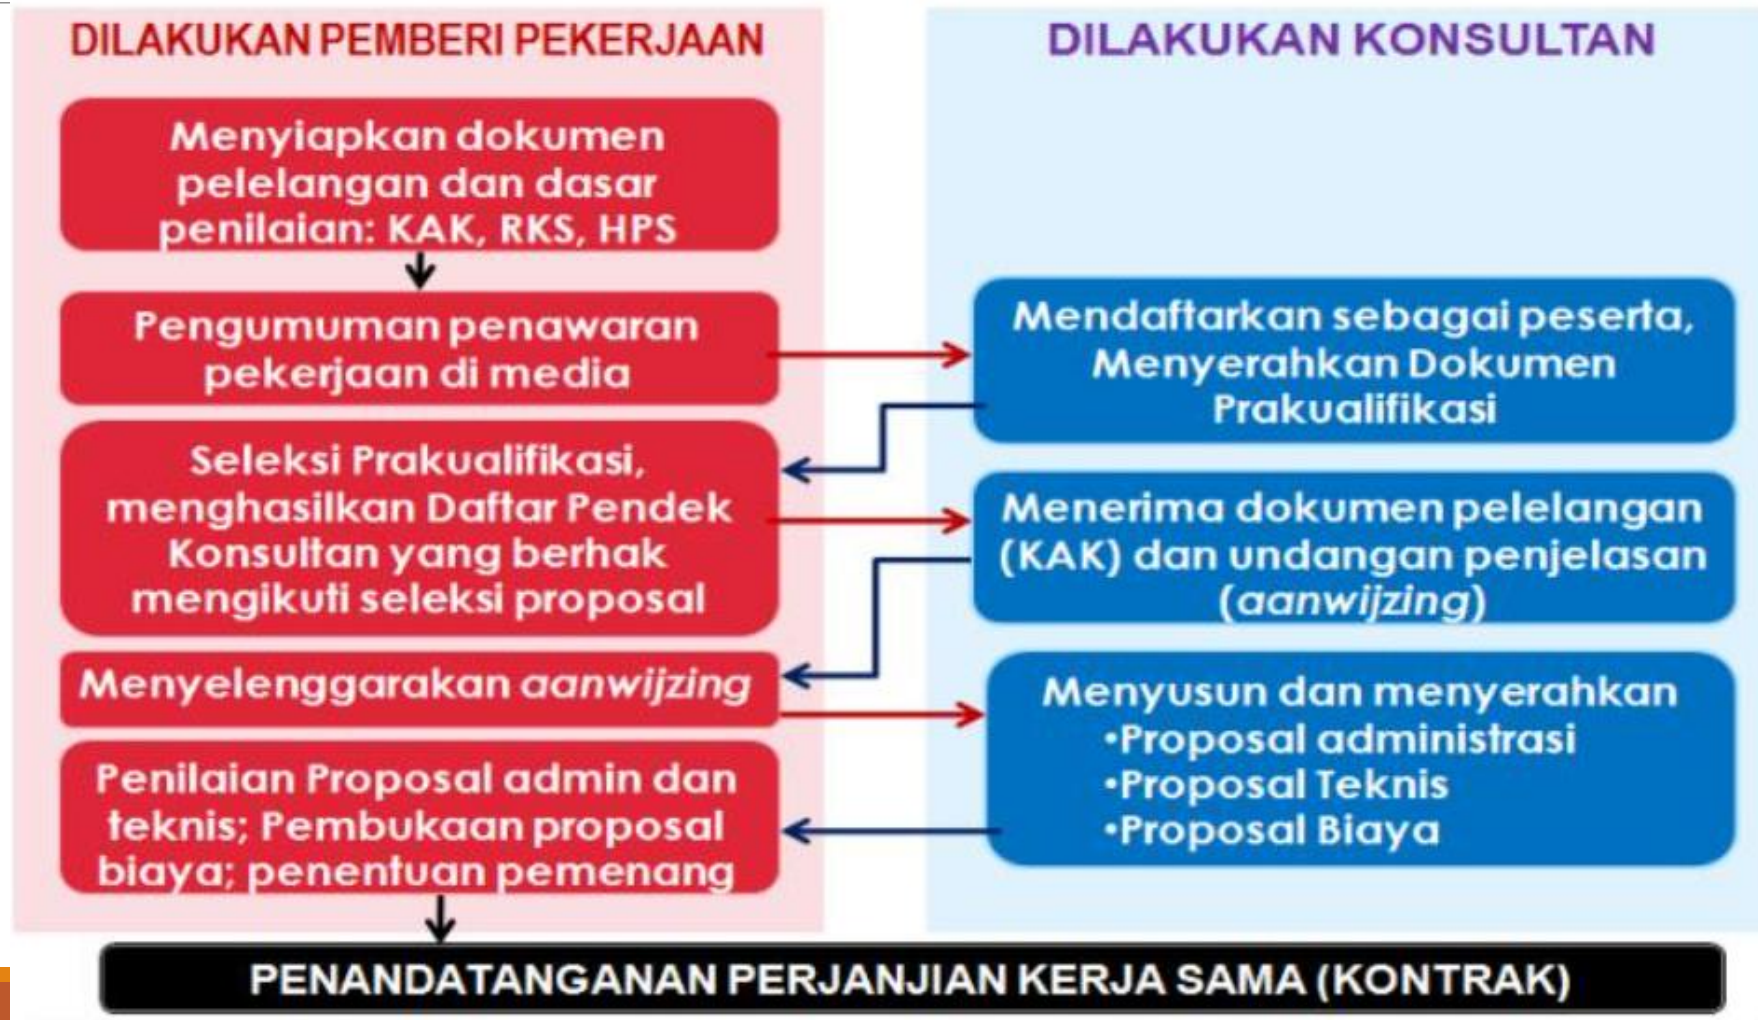 DILAKUKAN PEMBERI PEKERJAAN
Menyiapkan dokumen
pelelangan dan dasar
penilaian: KAK, RKS, HPS
Pengumuman penawaran
pekerjaan di media
Seleksi Prakualifikasi,
menghasilkan Daftar Pendek
Konsultan yang berhak
mengikuti seleksi proposal
Menyelenggarakan aanwijzing
Penilaian Proposal admin dan
teknis; Pembukaan proposal
biaya; penentuan pemenang
DILAKUKAN KONSULTAN
Mendaftarkan sebagai peserta,
Menyerahkan Dokumen
Prakualifikasi
Menerima dokumen pelelangan
(KAK) dan undangan penjelasan
(aanwijzing)
Menyusun dan menyerahkan
•Proposal administrasi
•Proposal Teknis
•Proposal Biaya
PENANDATANGANAN PERJANJIAN KERJA SAMA (KONTRAK)